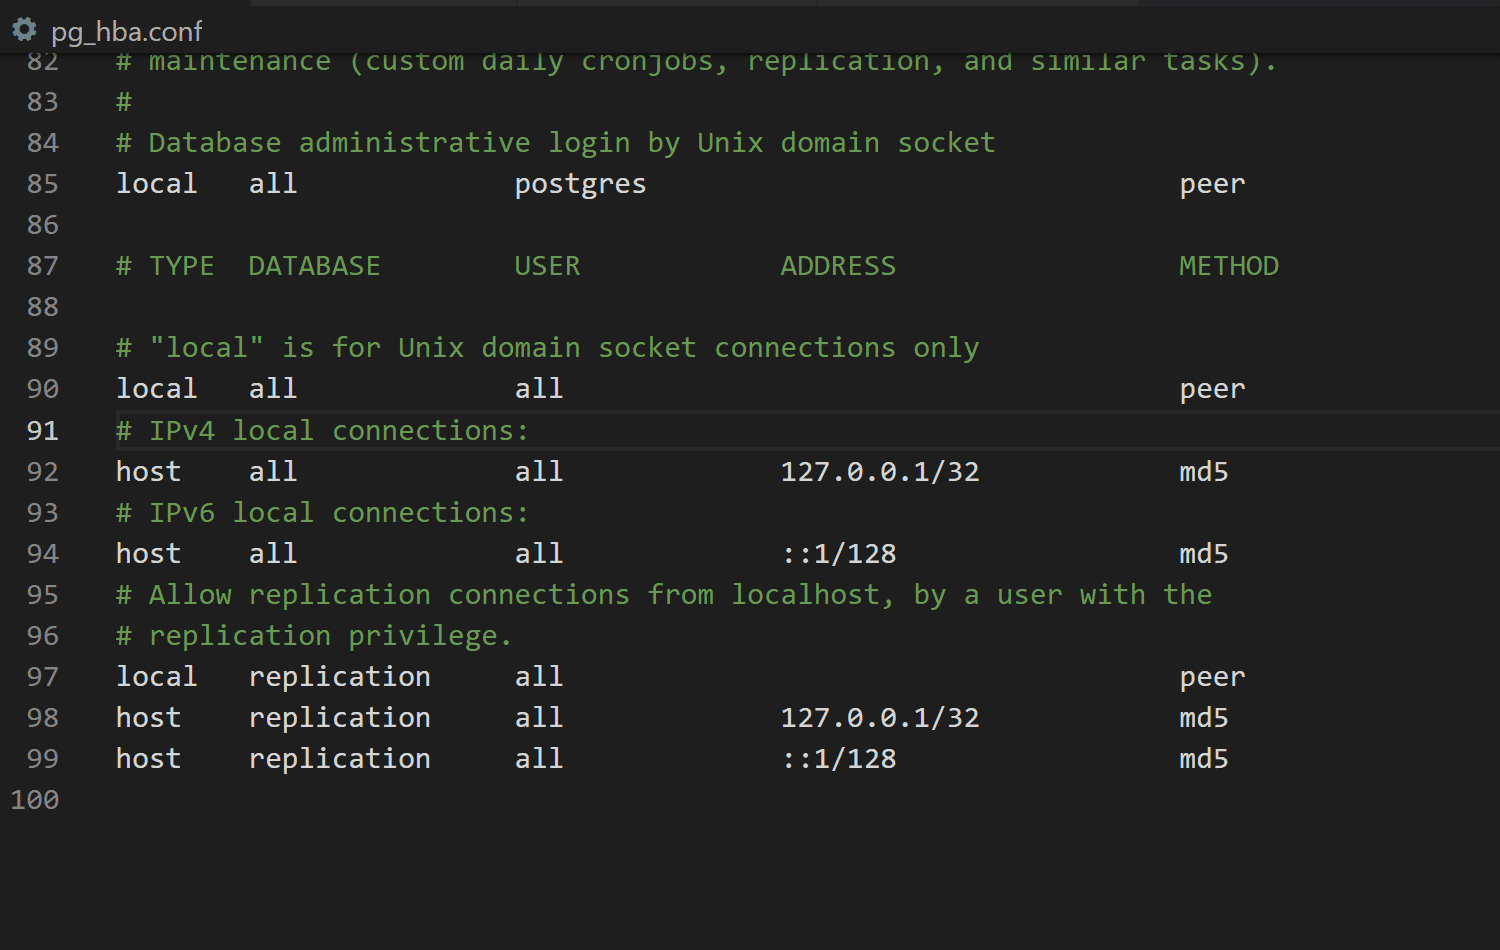 pg_hba.conf
82 # maintenance (custom daily cronjobs, replication, and similar tasks).
83 #
84 # Database administrative login by Unix domain socket
85 local   all             postgres                                peer
86
87 # TYPE  DATABASE        USER            ADDRESS                 METHOD
88
89 # "local" is for Unix domain socket connections only
90 local   all             all                                     peer
91 # IPv4 local connections:
92 host    all             all             127.0.0.1/32            md5
93 # IPv6 local connections:
94 host    all             all             ::1/128                 md5
95 # Allow replication connections from localhost, by a user with the
96 # replication privilege.
97 local   replication     all                                     peer
98 host    replication     all             127.0.0.1/32            md5
99 host    replication     all             ::1/128                 md5
100